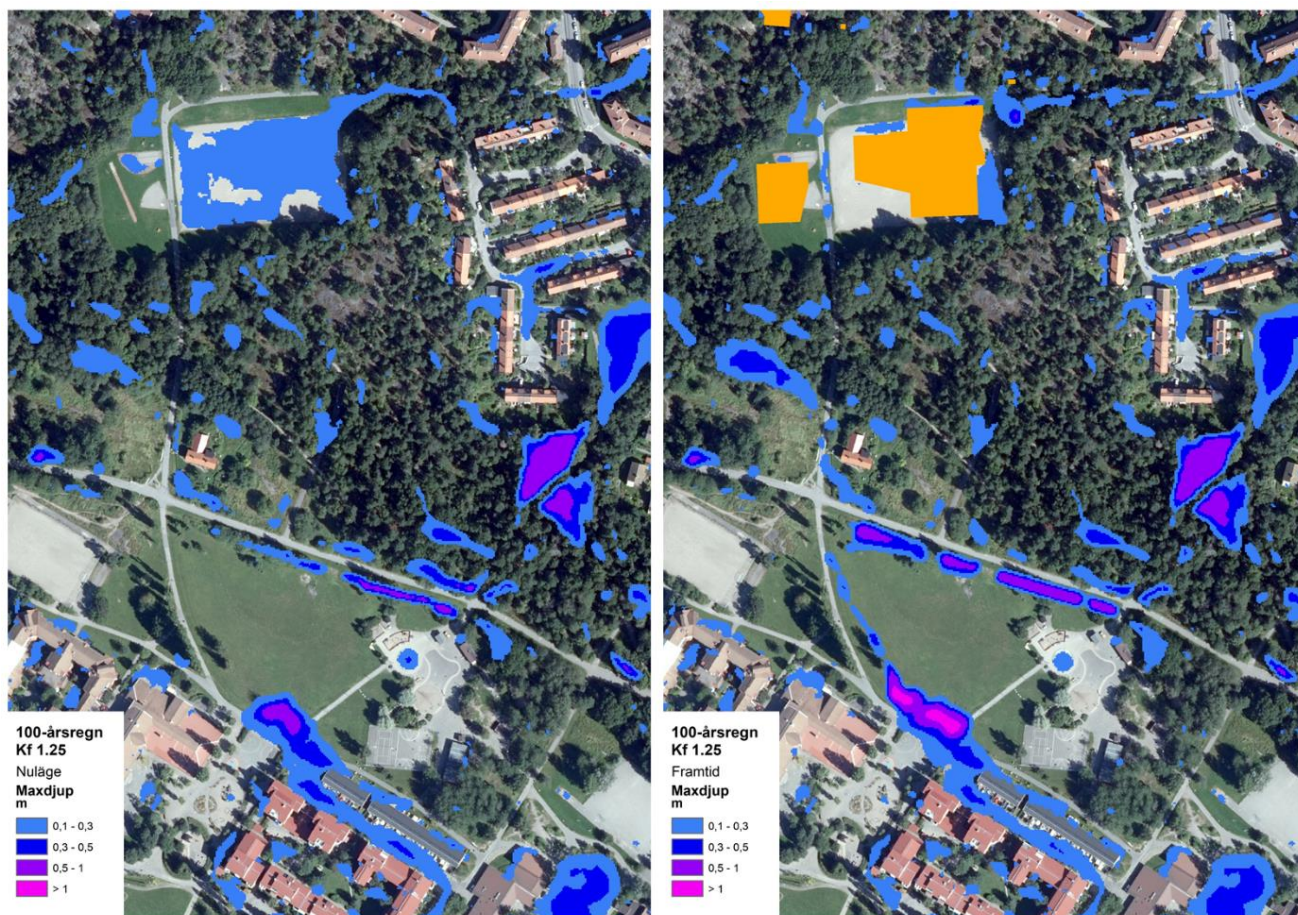 100-årsregn
Kf 1.25
Nuläge
Maxdjup
m
0,1 - 0,3
0,3 - 0,5
0,5 - 1
> 1
100-årsregn
Kf 1.25
Framtid
Maxdjup
m
0,1 - 0,3
0,3 - 0,5
0,5 - 1
> 1